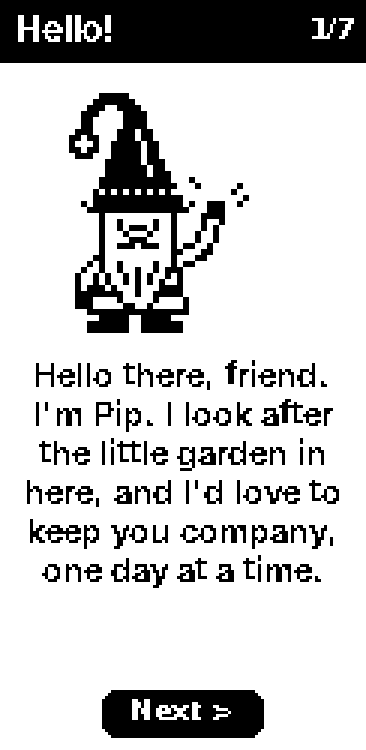 Hello!
1/7
Hello there, friend.
I'm Pip. I look after
the little garden in
here, and I'd love to
keep you company,
one day at a time.
Next >